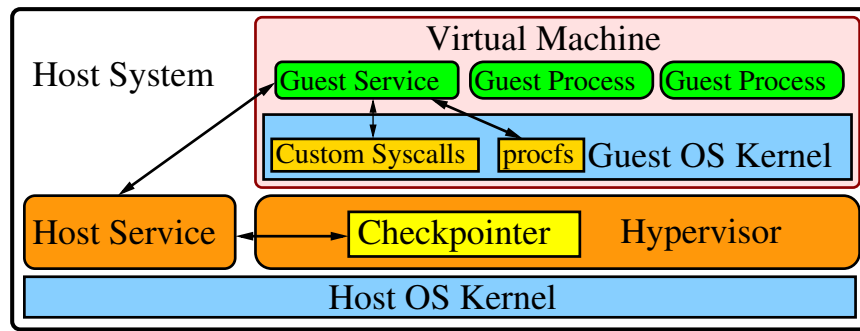 Virtual Machine
Host System
Guest Service
Guest Process
Guest Process
Custom Syscalls
procfs
Guest OS Kernel
Host Service
Checkpointer
Hypervisor
Host OS Kernel